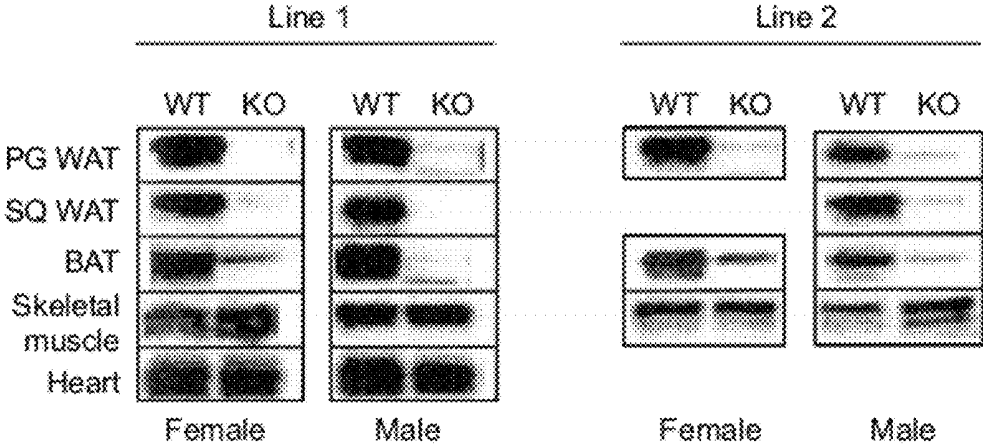 Line 1 Line 2
WT KO WT KO WT KO WT KO
PG WAT
SQ WAT
BAT
Skeletal
muscle
Heart
Female Male Female Male